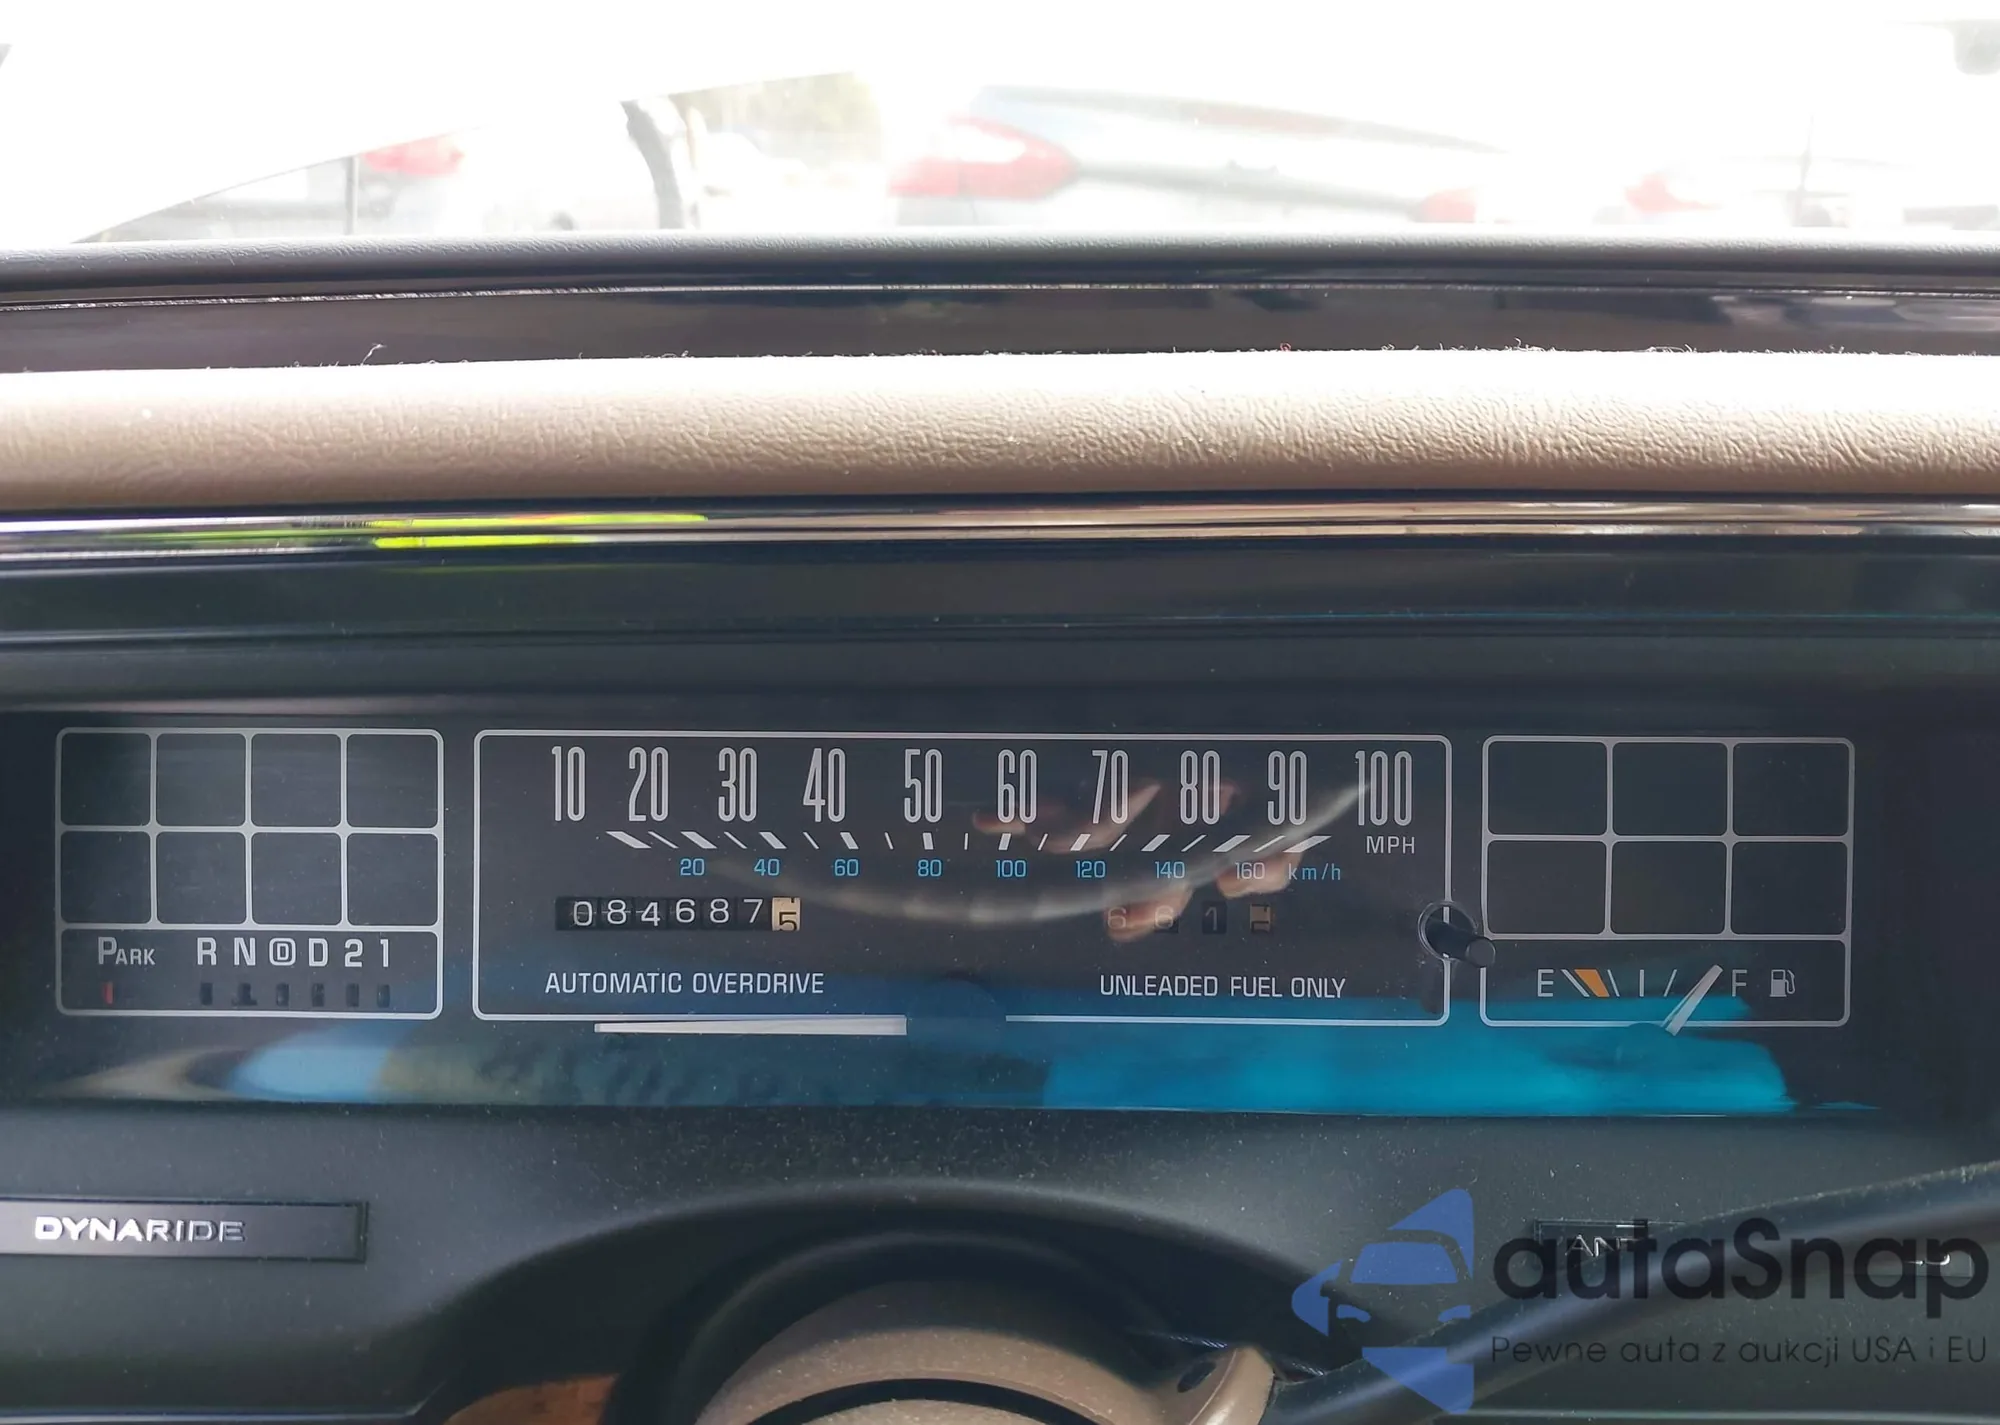 10 20 30 40 50 60 70 80 90 100
MPH
20 40 60 80 100 120 140 160 km/h
0846875
661
PARK R N D D 2 1
AUTOMATIC OVERDRIVE
UNLEADED FUEL ONLY
E F
DYNARIDE
autaSnap
Pewne auta z aukcji USA i EU